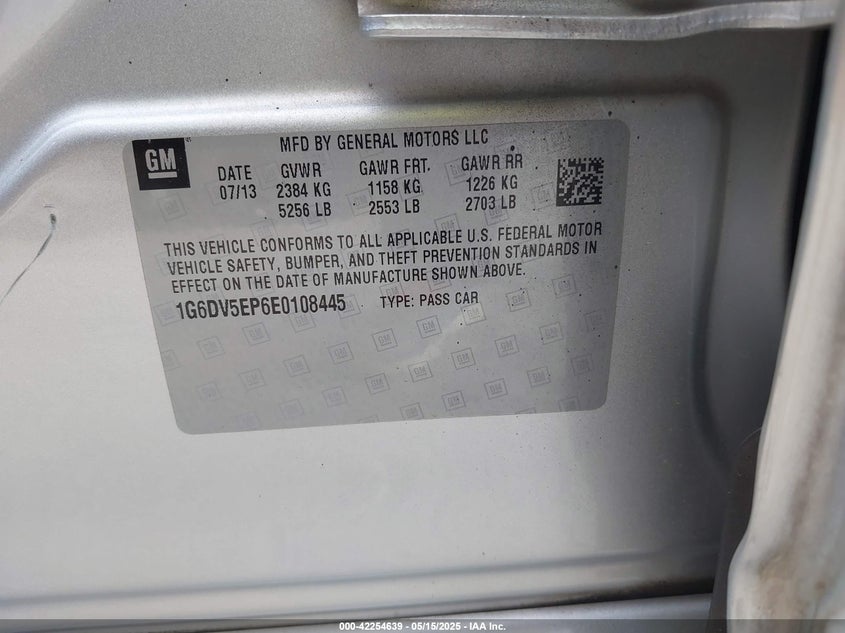 GM
MFD BY GENERAL MOTORS LLC
DATE GVWR GAWR FRT. GAWR RR
07/13 2384 KG 1158 KG 1226 KG
5256 LB 2553 LB 2703 LB
THIS VEHICLE CONFORMS TO ALL APPLICABLE U.S. FEDERAL MOTOR
VEHICLE SAFETY, BUMPER, AND THEFT PREVENTION STANDARDS IN
EFFECT ON THE DATE OF MANUFACTURE SHOWN ABOVE.
1G6DV5EP6E0108445 TYPE: PASS CAR
000-42254639 - 05/15/2025 - IAA Inc.